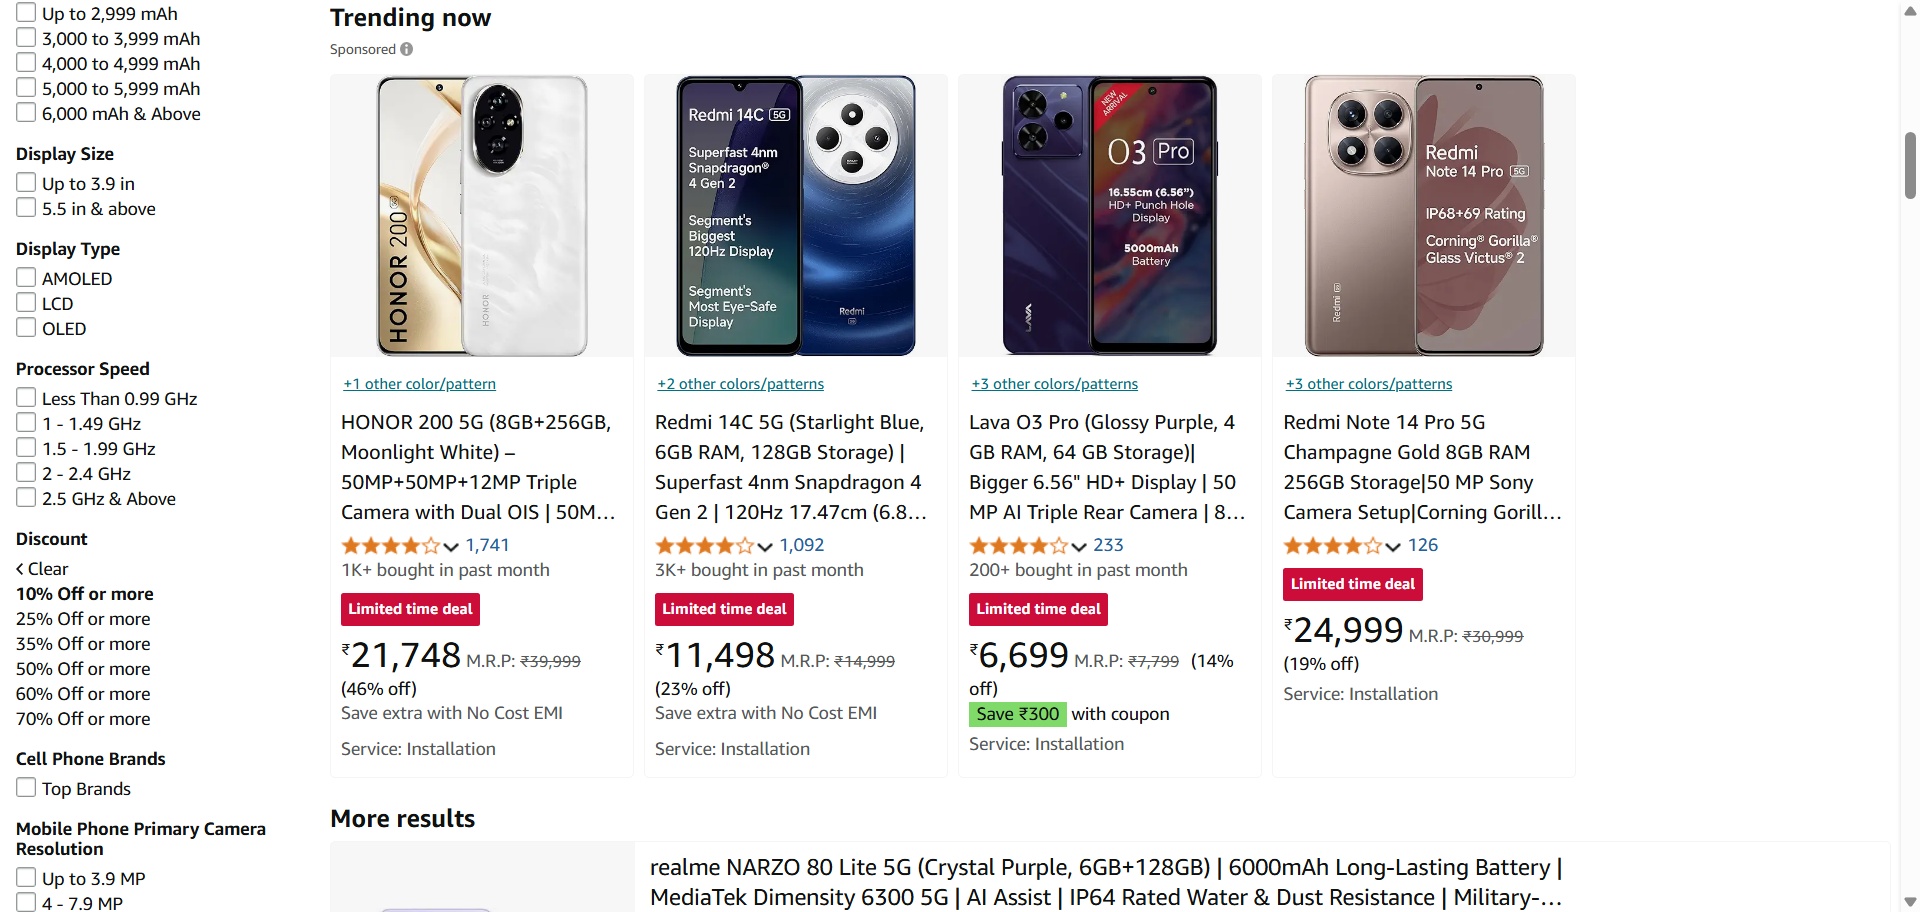 Up to 2,999 mAh
3,000 to 3,999 mAh
4,000 to 4,999 mAh
5,000 to 5,999 mAh
6,000 mAh & Above
Display Size
Up to 3.9 in
5.5 in & above
Display Type
AMOLED
LCD
OLED
Processor Speed
Less Than 0.99 GHz
1 - 1.49 GHz
1.5 - 1.99 GHz
2 - 2.4 GHz
2.5 GHz & Above
Discount
Clear
10% Off or more
25% Off or more
35% Off or more
50% Off or more
60% Off or more
70% Off or more
Cell Phone Brands
Top Brands
Mobile Phone Primary Camera
Resolution
Up to 3.9 MP
4 - 7.9 MP
Trending now
Sponsored
HONOR 200 5G
HONOR
+1 other color/pattern
HONOR 200 5G (8GB+256GB,
Moonlight White) –
50MP+50MP+12MP Triple
Camera with Dual OIS | 50M...
1,741
1K+ bought in past month
Limited time deal
₹21,748 M.R.P: ₹39,999
(46% off)
Save extra with No Cost EMI
Service: Installation
Redmi 14C 5G
Superfast 4nm
Snapdragon®
4 Gen 2
Segment's
Biggest
120Hz Display
Segment's
Most Eye-Safe
Display
Redmi
5G
+2 other colors/patterns
Redmi 14C 5G (Starlight Blue,
6GB RAM, 128GB Storage) |
Superfast 4nm Snapdragon 4
Gen 2 | 120Hz 17.47cm (6.8...
1,092
3K+ bought in past month
Limited time deal
₹11,498 M.R.P: ₹14,999
(23% off)
Save extra with No Cost EMI
Service: Installation
LAVA
NEW
ARRIVAL
O3 Pro
16.55cm (6.56")
HD+ Punch Hole
Display
5000mAh
Battery
+3 other colors/patterns
Lava O3 Pro (Glossy Purple, 4
GB RAM, 64 GB Storage)|
Bigger 6.56" HD+ Display | 50
MP AI Triple Rear Camera | 8...
233
200+ bought in past month
Limited time deal
₹6,699 M.R.P: ₹7,799 (14%
off)
Save ₹300 with coupon
Service: Installation
Redmi 5G
Redmi
Note 14 Pro 5G
IP68+69 Rating
Corning® Gorilla®
Glass Victus® 2
+3 other colors/patterns
Redmi Note 14 Pro 5G
Champagne Gold 8GB RAM
256GB Storage|50 MP Sony
Camera Setup|Corning Gorill...
126
Limited time deal
₹24,999 M.R.P: ₹30,999
(19% off)
Service: Installation
More results
realme NARZO 80 Lite 5G (Crystal Purple, 6GB+128GB) | 6000mAh Long-Lasting Battery |
MediaTek Dimensity 6300 5G | AI Assist | IP64 Rated Water & Dust Resistance | Military-...